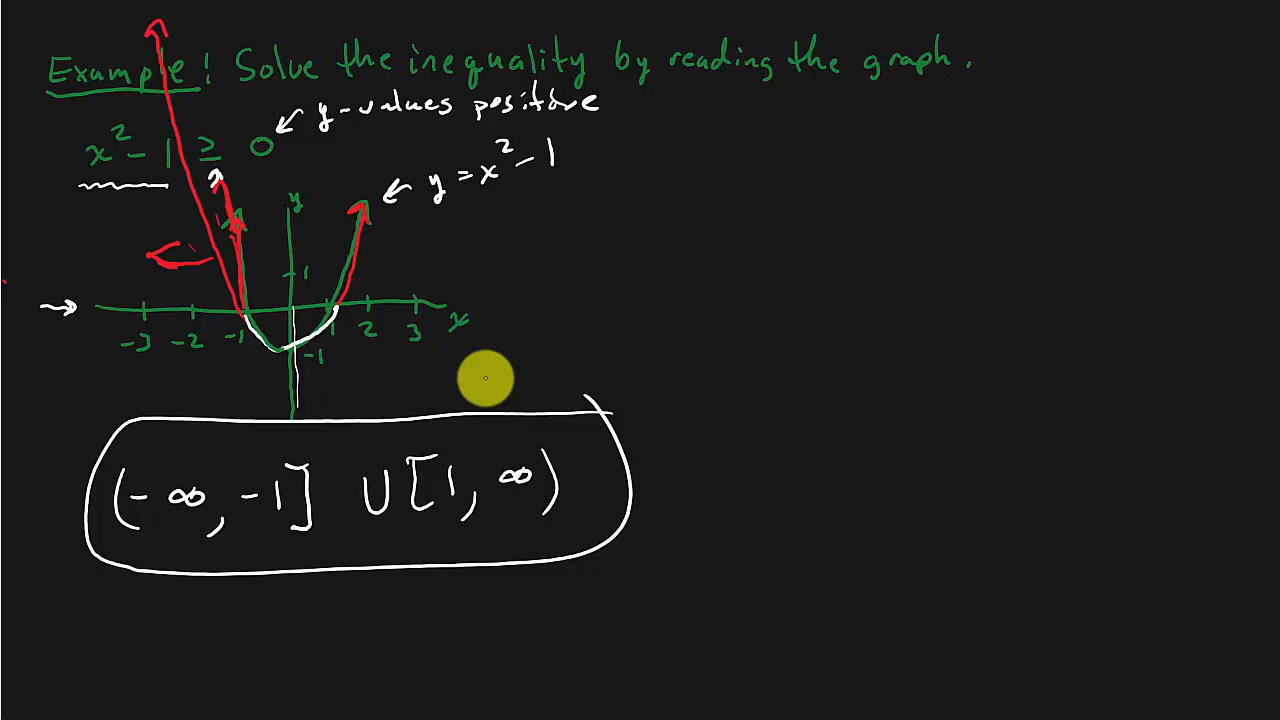 Example! Solve the inequality by reading the graph.
y-values positive
x² - 1 ≥ 0
y = x² - 1
y
1
-3 -2 -1 1 2 3 x
-1
(-∞, -1] ∪ [1, ∞)